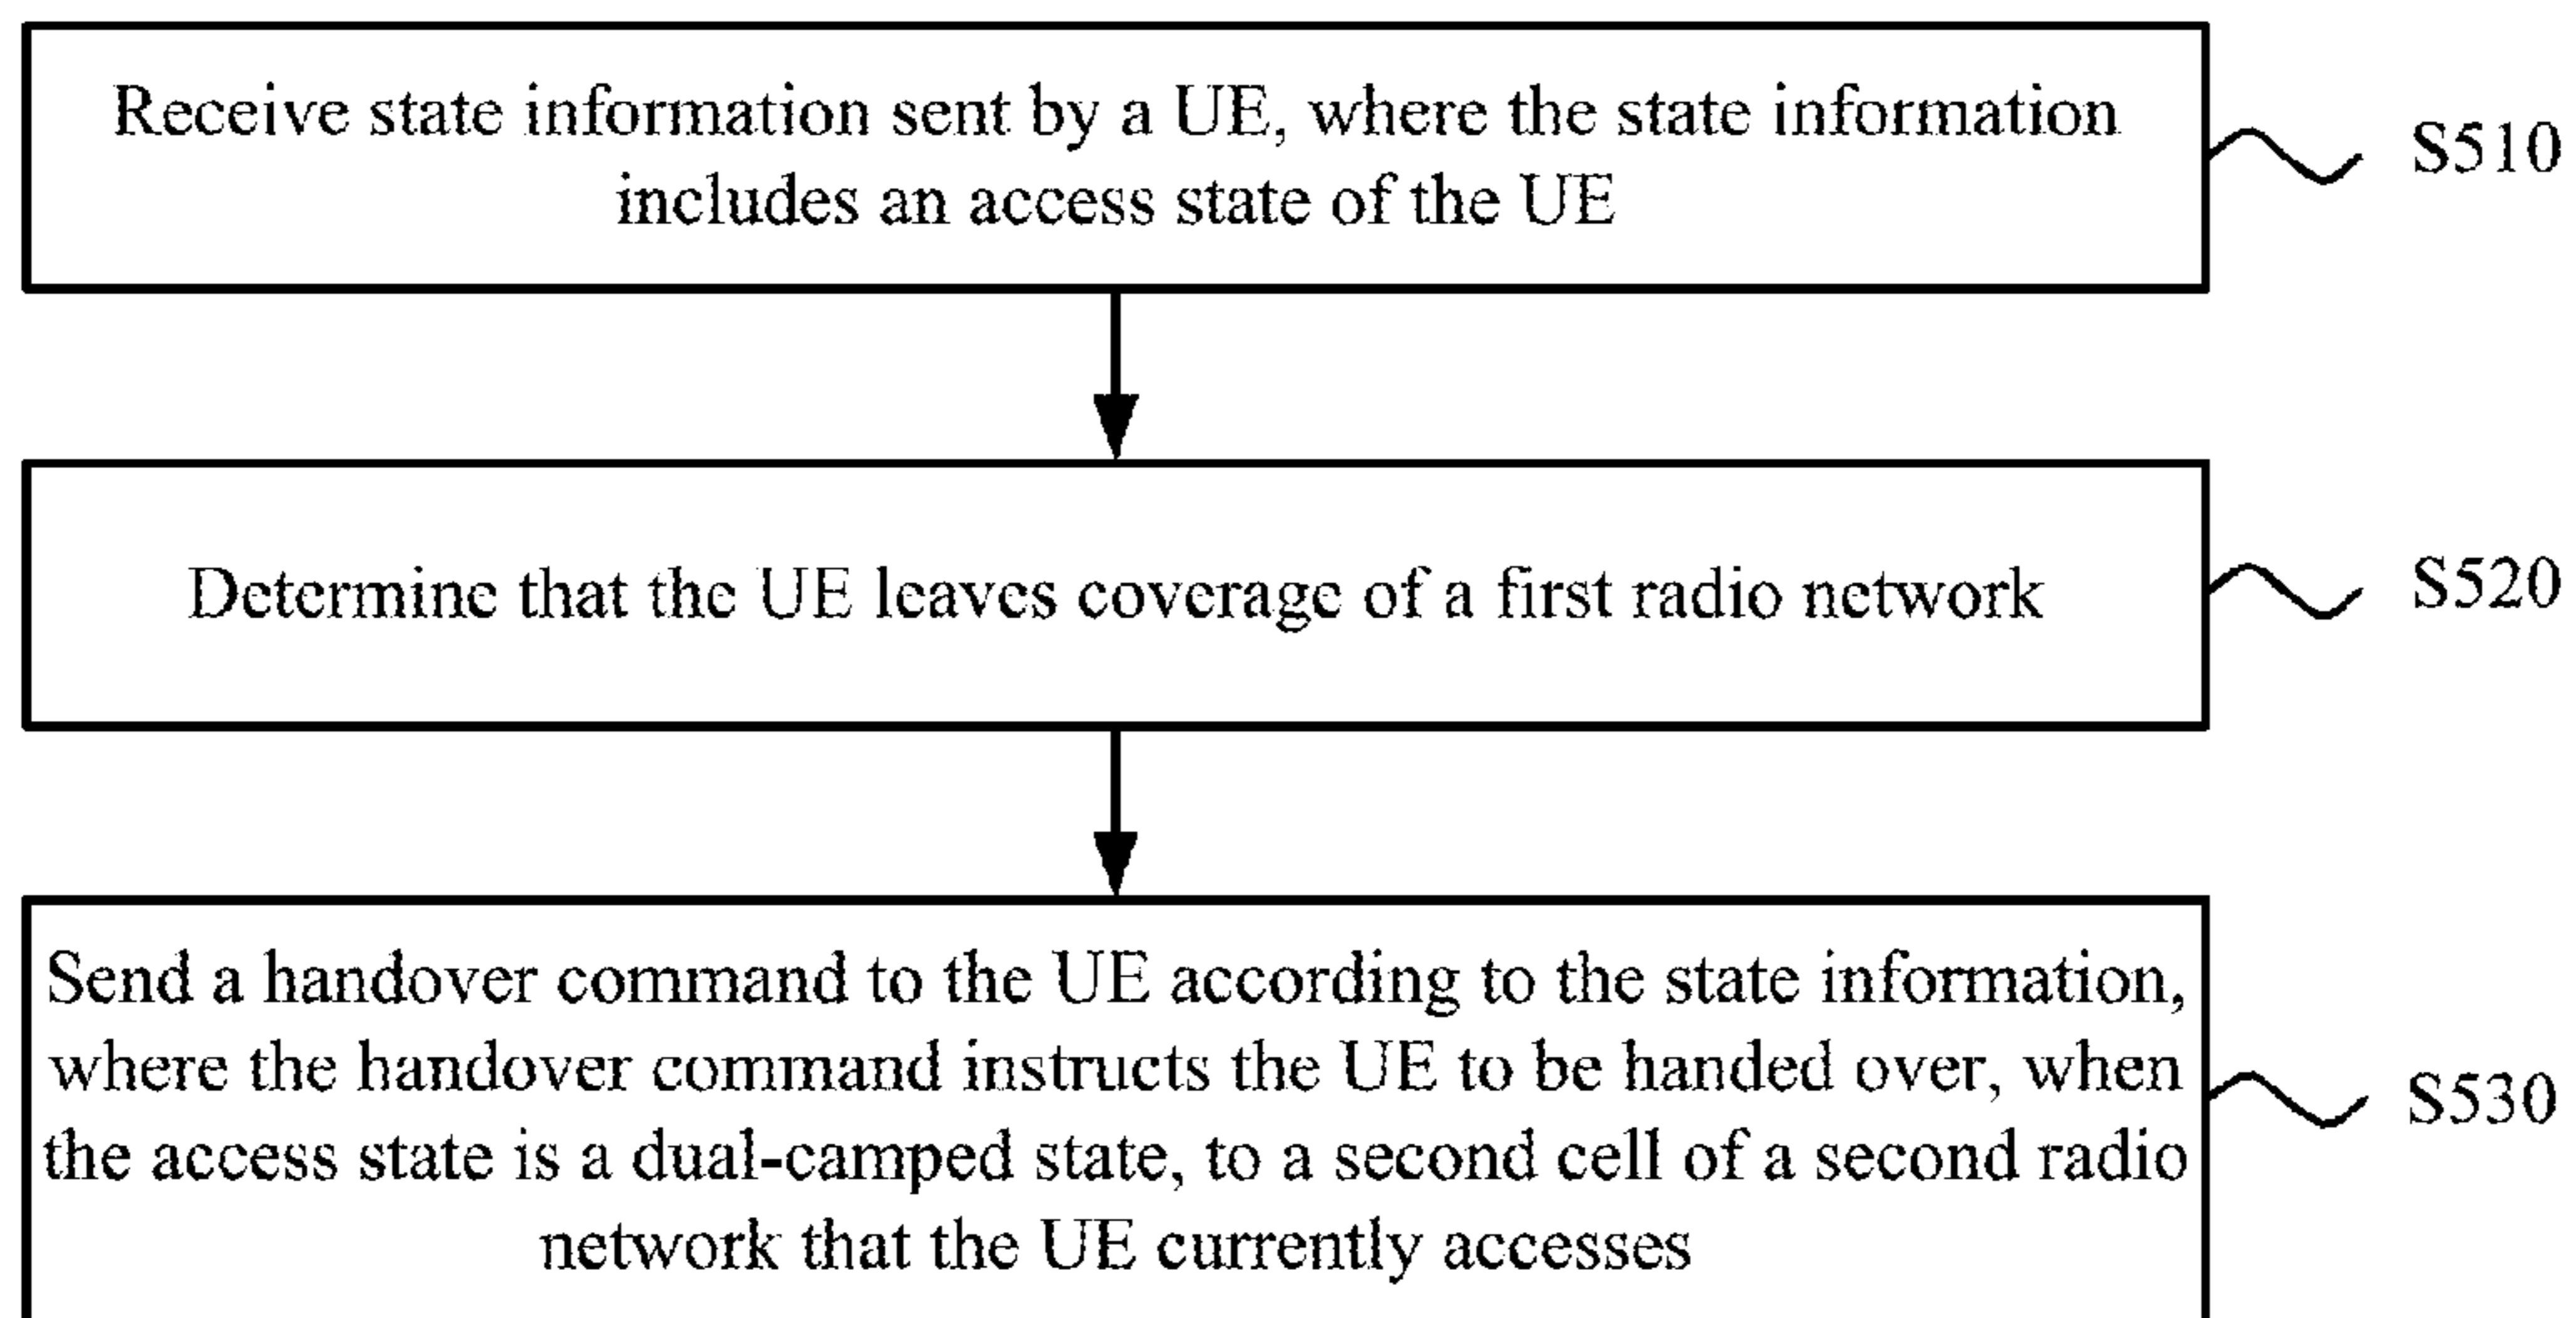 Receive state information sent by a UE, where the state information
includes an access state of the UE
S510
Determine that the UE leaves coverage of a first radio network
S520
Send a handover command to the UE according to the state information,
where the handover command instructs the UE to be handed over, when
the access state is a dual-camped state, to a second cell of a second radio
network that the UE currently accesses
S530